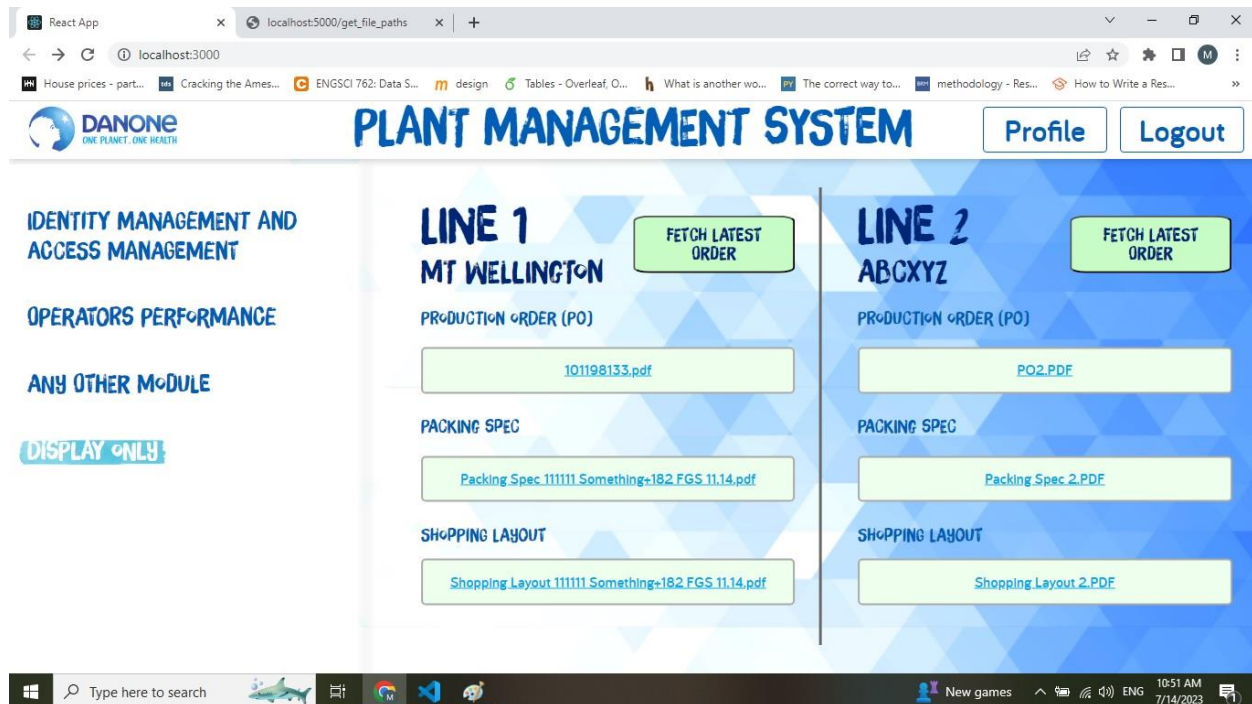 React App
localhost:5000/get_file_paths
localhost:3000
M
House prices - part...
Cracking the Ames...
ENGSCI 762: Data S...
design
Tables - Overleaf, O...
What is another wo...
The correct way to...
methodology - Res...
How to Write a Res...
DANONE
ONE PLANET. ONE HEALTH
PLANT MANAGEMENT SYSTEM
Profile
Logout
IDENTITY MANAGEMENT AND
ACCESS MANAGEMENT
OPERATORS PERFORMANCE
ANY OTHER MODULE
DISPLAY ONLY
LINE 1
MT WELLINGTON
FETCH LATEST
ORDER
PRODUCTION ORDER (PO)
101198133.pdf
PACKING SPEC
Packing Spec 111111 Something+182 FGS 11.14.pdf
SHOPPING LAYOUT
Shopping Layout 111111 Something+182 FGS 11.14.pdf
LINE 2
ABCXYZ
FETCH LATEST
ORDER
PRODUCTION ORDER (PO)
PO2.PDF
PACKING SPEC
Packing Spec 2.PDF
SHOPPING LAYOUT
Shopping Layout 2.PDF
Type here to search
New games
ENG
10:51 AM
7/14/2023